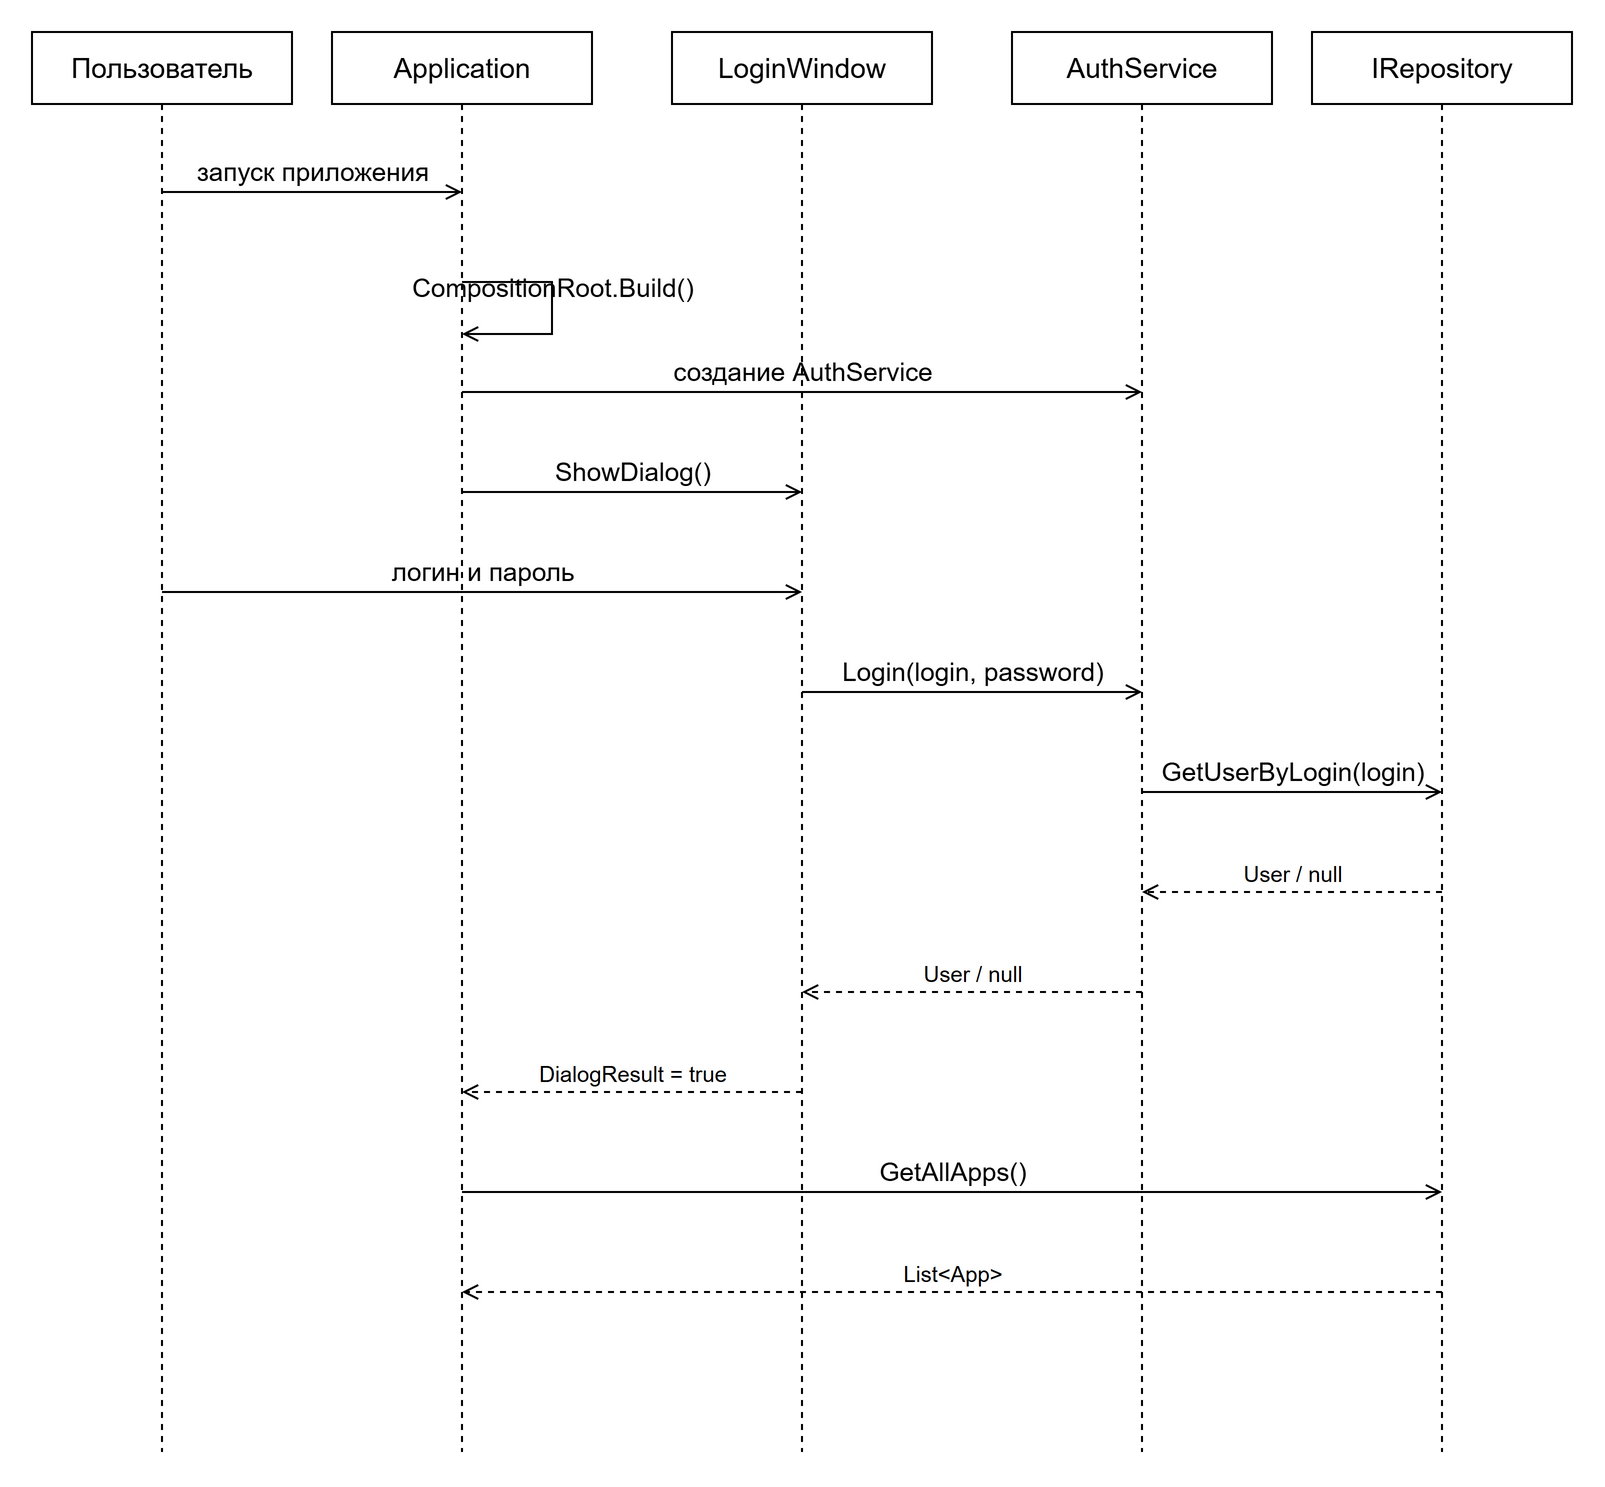 Пользователь
Application
LoginWindow
AuthService
IRepository
запуск приложения
CompositionRoot.Build()
создание AuthService
ShowDialog()
логин и пароль
Login(login, password)
GetUserByLogin(login)
User / null
User / null
DialogResult = true
GetAllApps()
List<App>